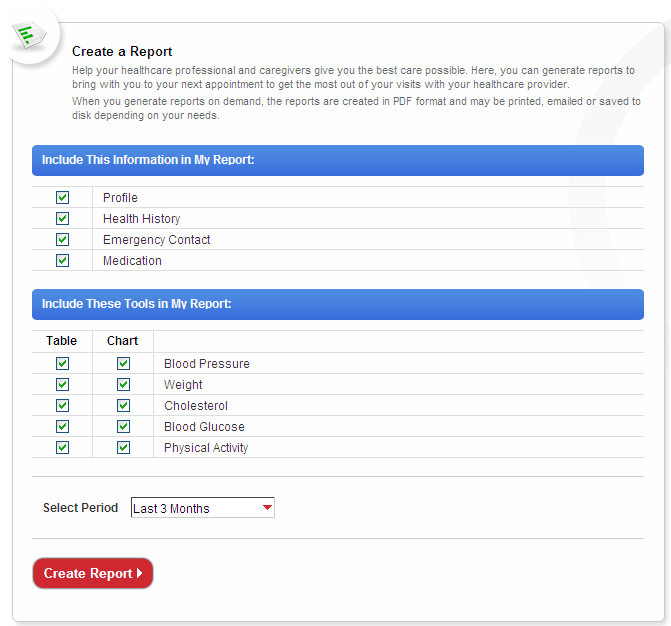 Create a Report
Help your healthcare professional and caregivers give you the best care possible. Here, you can generate reports to
bring with you to your next appointment to get the most out of your visits with your healthcare provider.
When you generate reports on demand, the reports are created in PDF format and may be printed, emailed or saved to
disk depending on your needs.
Include This Information in My Report:
Profile
Health History
Emergency Contact
Medication
Include These Tools in My Report:
Table Chart
Blood Pressure
Weight
Cholesterol
Blood Glucose
Physical Activity
Select Period Last 3 Months
Create Report